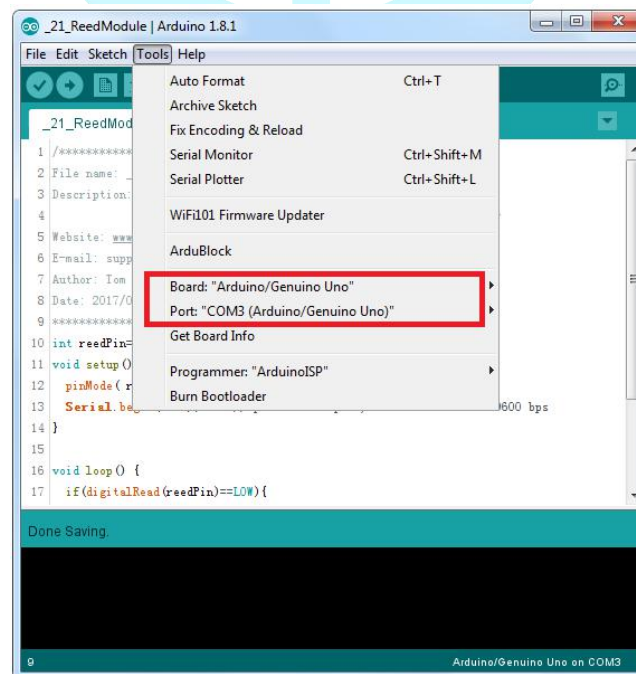 _21_ReedModule | Arduino 1.8.1
File Edit Sketch Tools Help
Auto Format Ctrl+T
Archive Sketch
Fix Encoding & Reload
Serial Monitor Ctrl+Shift+M
Serial Plotter Ctrl+Shift+L
WiFi101 Firmware Updater
ArduBlock
Board: "Arduino/Genuino Uno"
Port: "COM3 (Arduino/Genuino Uno)"
Get Board Info
Programmer: "ArduinoISP"
Burn Bootloader
_21_ReedMod
1 /***********
2 File name: _
3 Description:
4
5 Website: www
6 E-mail: supp
7 Author: Tom
8 Date: 2017/0
9 ************
10 int reedPin=
11 void setup()
12 pinMode( r
13 Serial.be 9600 bps
14 }
15
16 void loop() {
17 if(digitalRead(reedPin)==LOW){
Done Saving.
9 Arduino/Genuino Uno on COM3